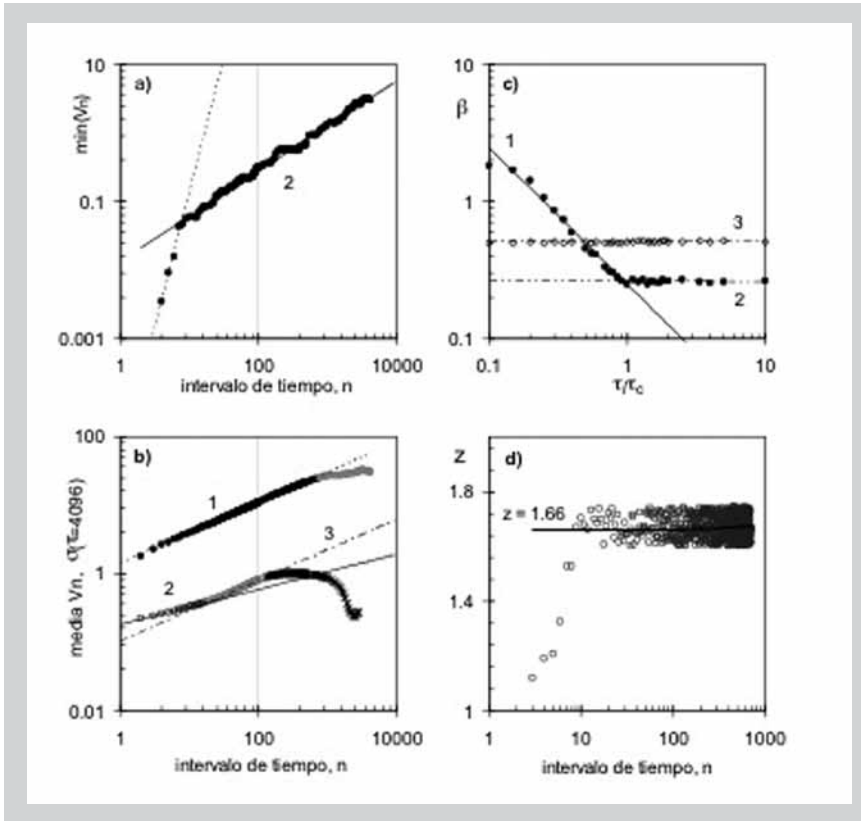 a)
10
0.1
0.001
min(Vn)
2
1
100
10000
intervalo de tiempo, n
c)
10
β
1
0.1
1
3
2
0.1
1
10
τ/τc
b)
100
1
0.01
media Vn, σ(τ=4096)
1
2
3
1
100
10000
intervalo de tiempo, n
d)
z
1.8
1.4
1
z = 1.66
1
10
100
1000
intervalo de tiempo, n